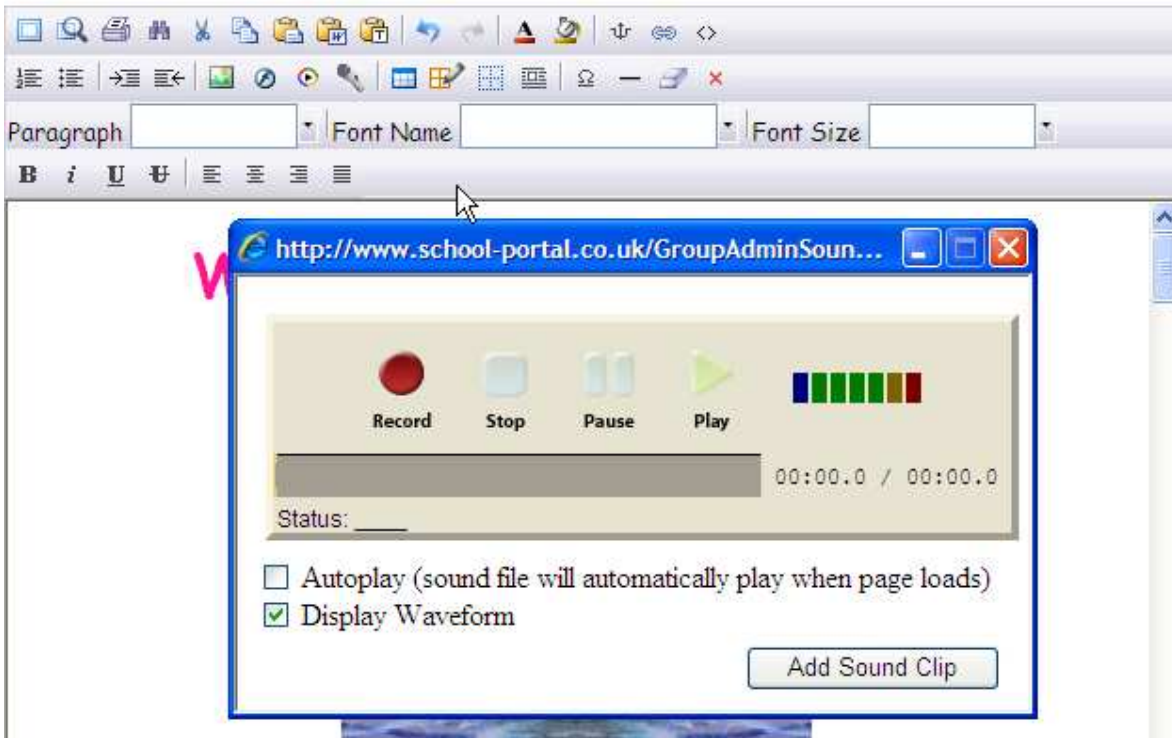 Paragraph Font Name Font Size
B i U U
W
http://www.school-portal.co.uk/GroupAdminSoun...
Record Stop Pause Play
00:00.0 / 00:00.0
Status: ____
Autoplay (sound file will automatically play when page loads)
Display Waveform
Add Sound Clip